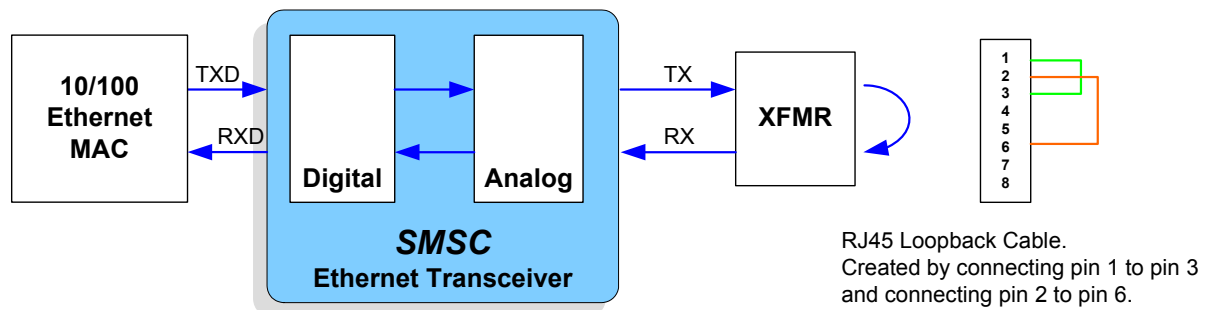 10/100
Ethernet
MAC
TXD
RXD
Digital
Analog
SMSC
Ethernet Transceiver
TX
RX
XFMR
1
2
3
4
5
6
7
8
RJ45 Loopback Cable.
Created by connecting pin 1 to pin 3
and connecting pin 2 to pin 6.